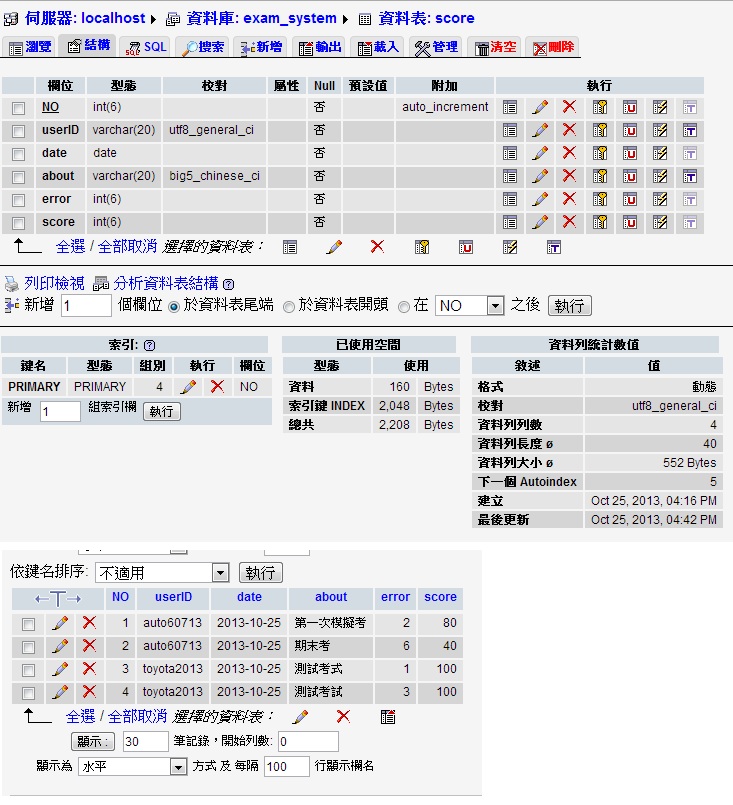 伺服器: localhost ▸ 資料庫: exam_system ▸ 資料表: score
瀏覽 結構 SQL 搜索 新增 輸出 載入 管理 清空 刪除
欄位 型態 校對 屬性 Null 預設值 附加 執行
NO int(6) 否 auto_increment
userID varchar(20) utf8_general_ci 否
date date 否
about varchar(20) big5_chinese_ci 否
error int(6) 否
score int(6) 否
全選 / 全部取消 選擇的資料表：
列印檢視 分析資料表結構
新增 1 個欄位 於資料表尾端 於資料表開頭 在 NO 之後 執行
索引:
鍵名 型態 組別 執行 欄位
PRIMARY PRIMARY 4 NO
新增 1 組索引欄 執行
已使用空間
型態 使用
資料 160 Bytes
索引鍵 INDEX 2,048 Bytes
總共 2,208 Bytes
資料列統計數值
敘述 值
格式 動態
校對 utf8_general_ci
資料列列數 4
資料列長度 ø 40
資料列大小 ø 552 Bytes
下一個 Autoindex 5
建立 Oct 25, 2013, 04:16 PM
最後更新 Oct 25, 2013, 04:42 PM
依鍵名排序: 不適用 執行
←T→ NO userID date about error score
1 auto60713 2013-10-25 第一次模擬考 2 80
2 auto60713 2013-10-25 期末考 6 40
3 toyota2013 2013-10-25 測試考式 1 100
4 toyota2013 2013-10-25 測試考試 3 100
全選 / 全部取消 選擇的資料表：
顯示 : 30 筆記錄，開始列數: 0
顯示為 水平 方式 及 每隔 100 行顯示欄名